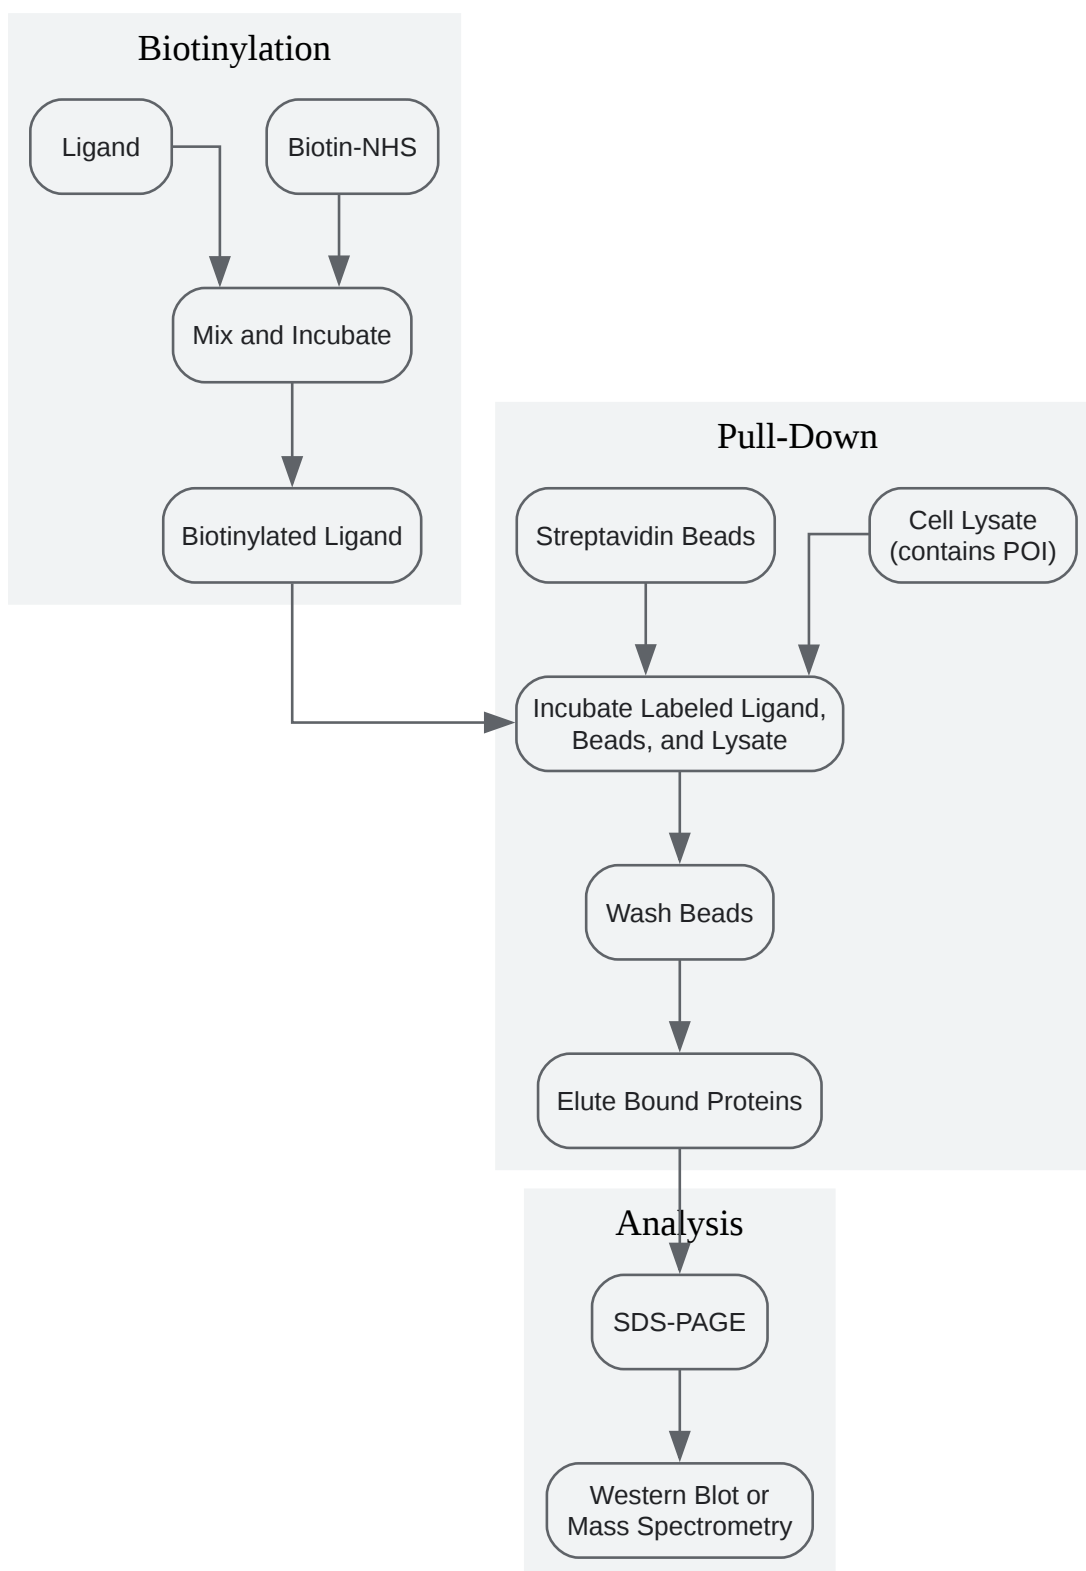 Biotinylation
Ligand
Biotin-NHS
Mix and Incubate
Biotinylated Ligand
Pull-Down
Streptavidin Beads
Cell Lysate
(contains POI)
Incubate Labeled Ligand,
Beads, and Lysate
Wash Beads
Elute Bound Proteins
Analysis
SDS-PAGE
Western Blot or
Mass Spectrometry